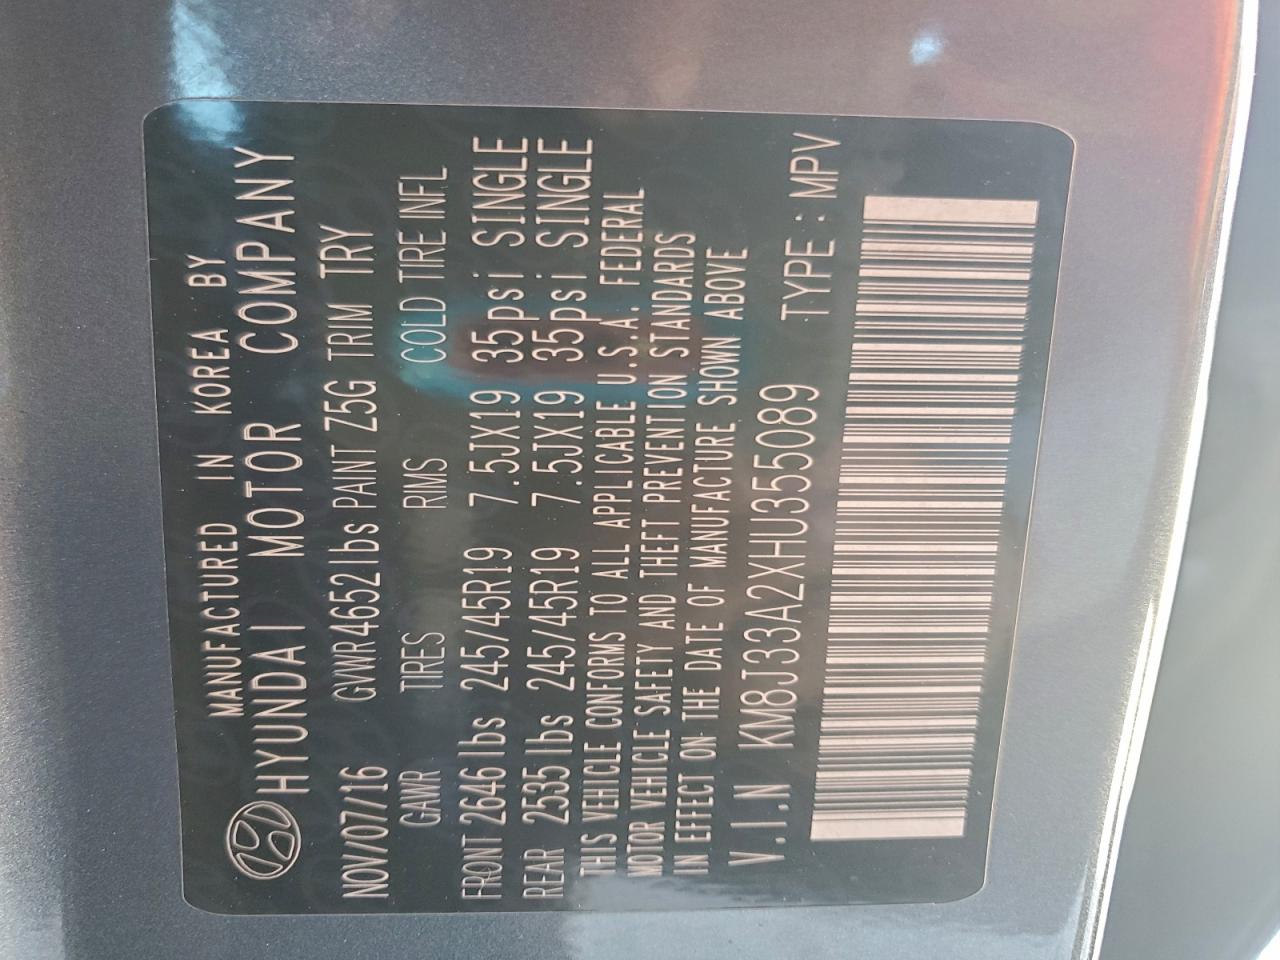 MANUFACTURED IN KOREA BY
HYUNDAI MOTOR COMPANY
NOV/07/16 GVWR 4652lbs PAINT Z5G TRIM TRY
GAWR TIRES RIMS COLD TIRE INFL
FRONT 2646lbs 245/45R19 7.5JX19 35psi SINGLE
REAR 2535lbs 245/45R19 7.5JX19 35psi SINGLE
THIS VEHICLE CONFORMS TO ALL APPLICABLE U.S.A. FEDERAL
MOTOR VEHICLE SAFETY AND THEFT PREVENTION STANDARDS
IN EFFECT ON THE DATE OF MANUFACTURE SHOWN ABOVE
V.I.N KM8J33A2XHU355089 TYPE : MPV